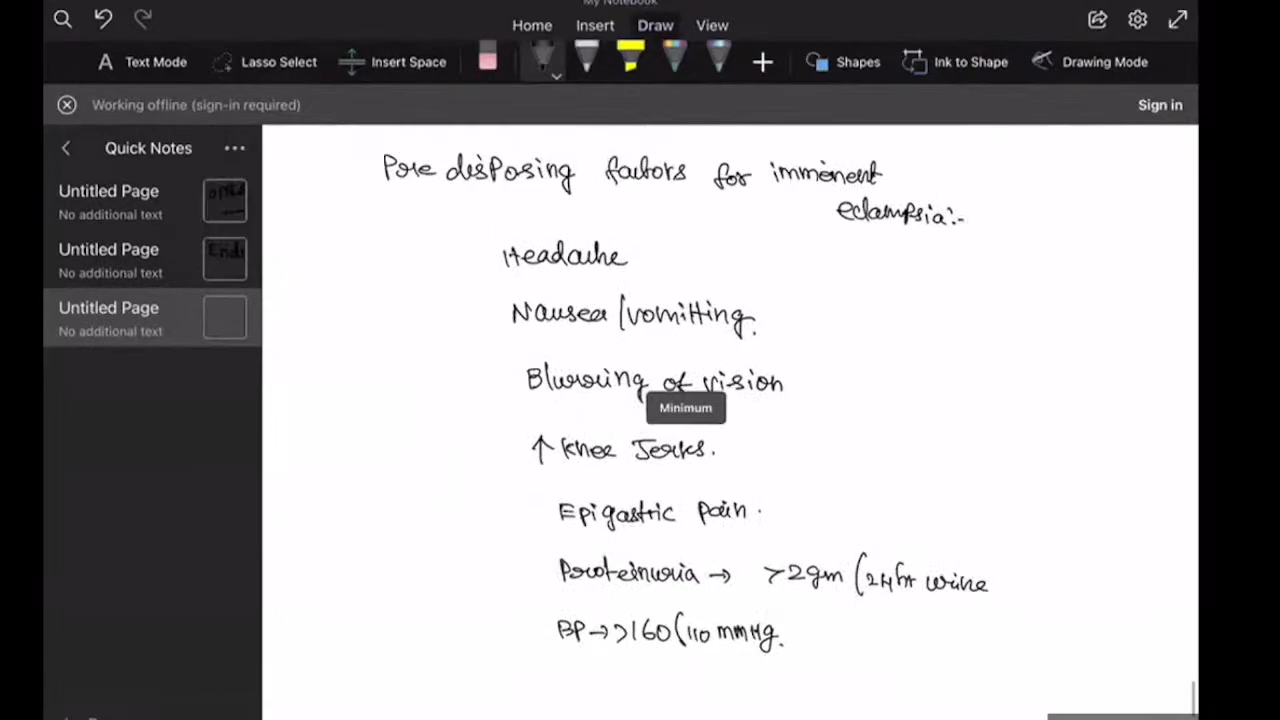 My Notebook
Home Insert Draw View
Text Mode Lasso Select Insert Space Shapes Ink to Shape Drawing Mode
Working offline (sign-in required) Sign in
Quick Notes
Untitled Page
No additional text
Untitled Page
No additional text
Untitled Page
No additional text
Pre disposing factors for imminent
eclampsia:-
Headache
Nausea/vomitting.
Blurring of vision
Minimum
↑ Knee Jerks.
Epigastric pain.
Proteinuria → >2gm/24hr urine
BP → >160/110 mmHg.